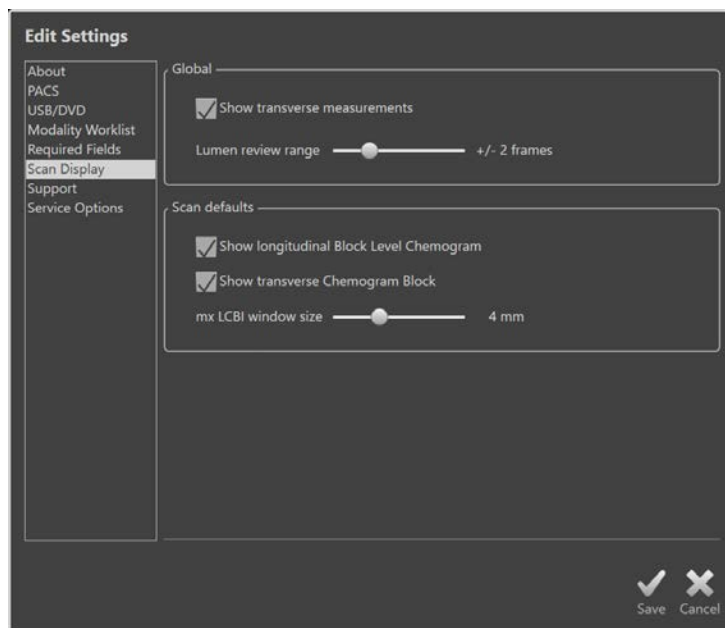 Edit Settings
About
PACS
USB/DVD
Modality Worklist
Required Fields
Scan Display
Support
Service Options
Global
Show transverse measurements
Lumen review range +/- 2 frames
Scan defaults
Show longitudinal Block Level Chemogram
Show transverse Chemogram Block
mx LCBI window size 4 mm
Save Cancel